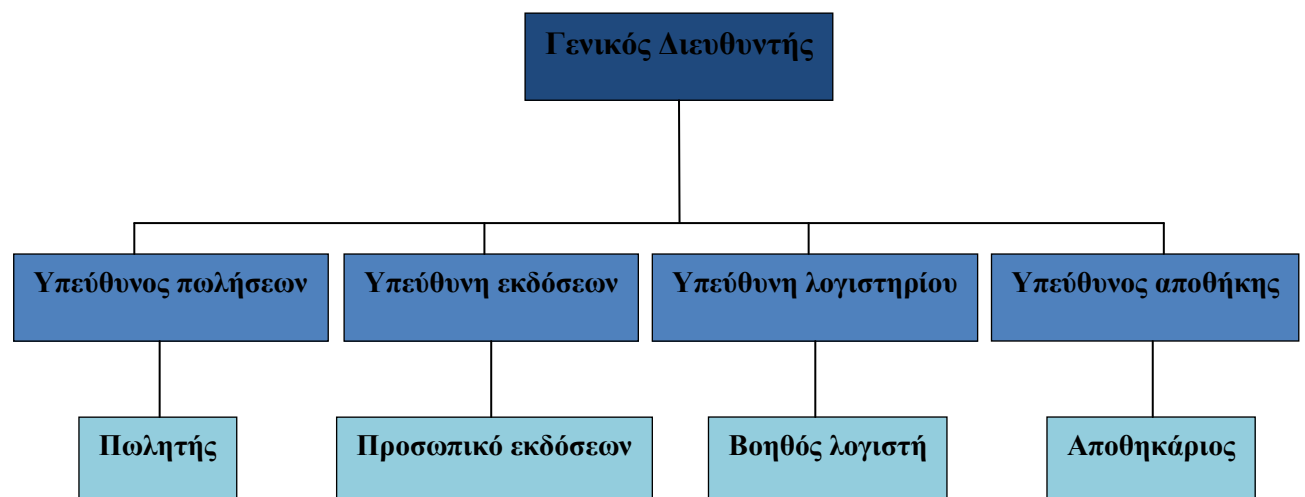 Γενικός Διευθυντής
Υπεύθυνος πωλήσεων
Υπεύθυνη εκδόσεων
Υπεύθυνη λογιστηρίου
Υπεύθυνος αποθήκης
Πωλητής
Προσωπικό εκδόσεων
Βοηθός λογιστή
Αποθηκάριος